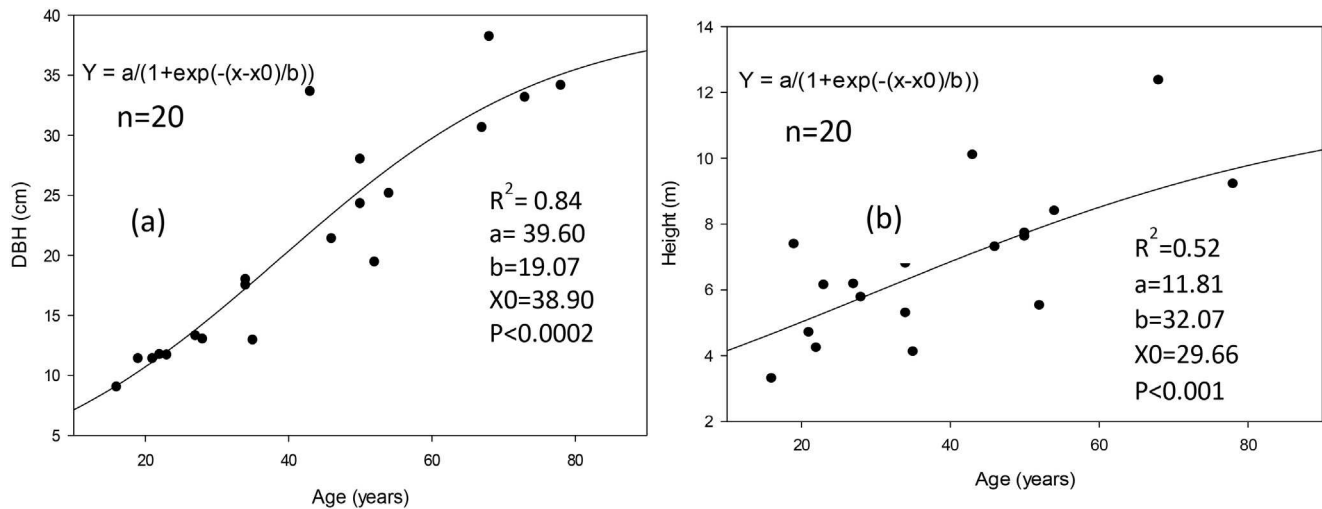 40
35
30
25
20
15
10
5
DBH (cm)
Y = a/(1+exp(-(x-x0)/b))
n=20
(a)
R²= 0.84
a= 39.60
b=19.07
X0=38.90
P<0.0002
20 40 60 80
Age (years)
14
12
10
8
6
4
2
Height (m)
Y = a/(1+exp(-(x-x0)/b))
n=20
(b)
R²=0.52
a=11.81
b=32.07
X0=29.66
P<0.001
20 40 60 80
Age (years)